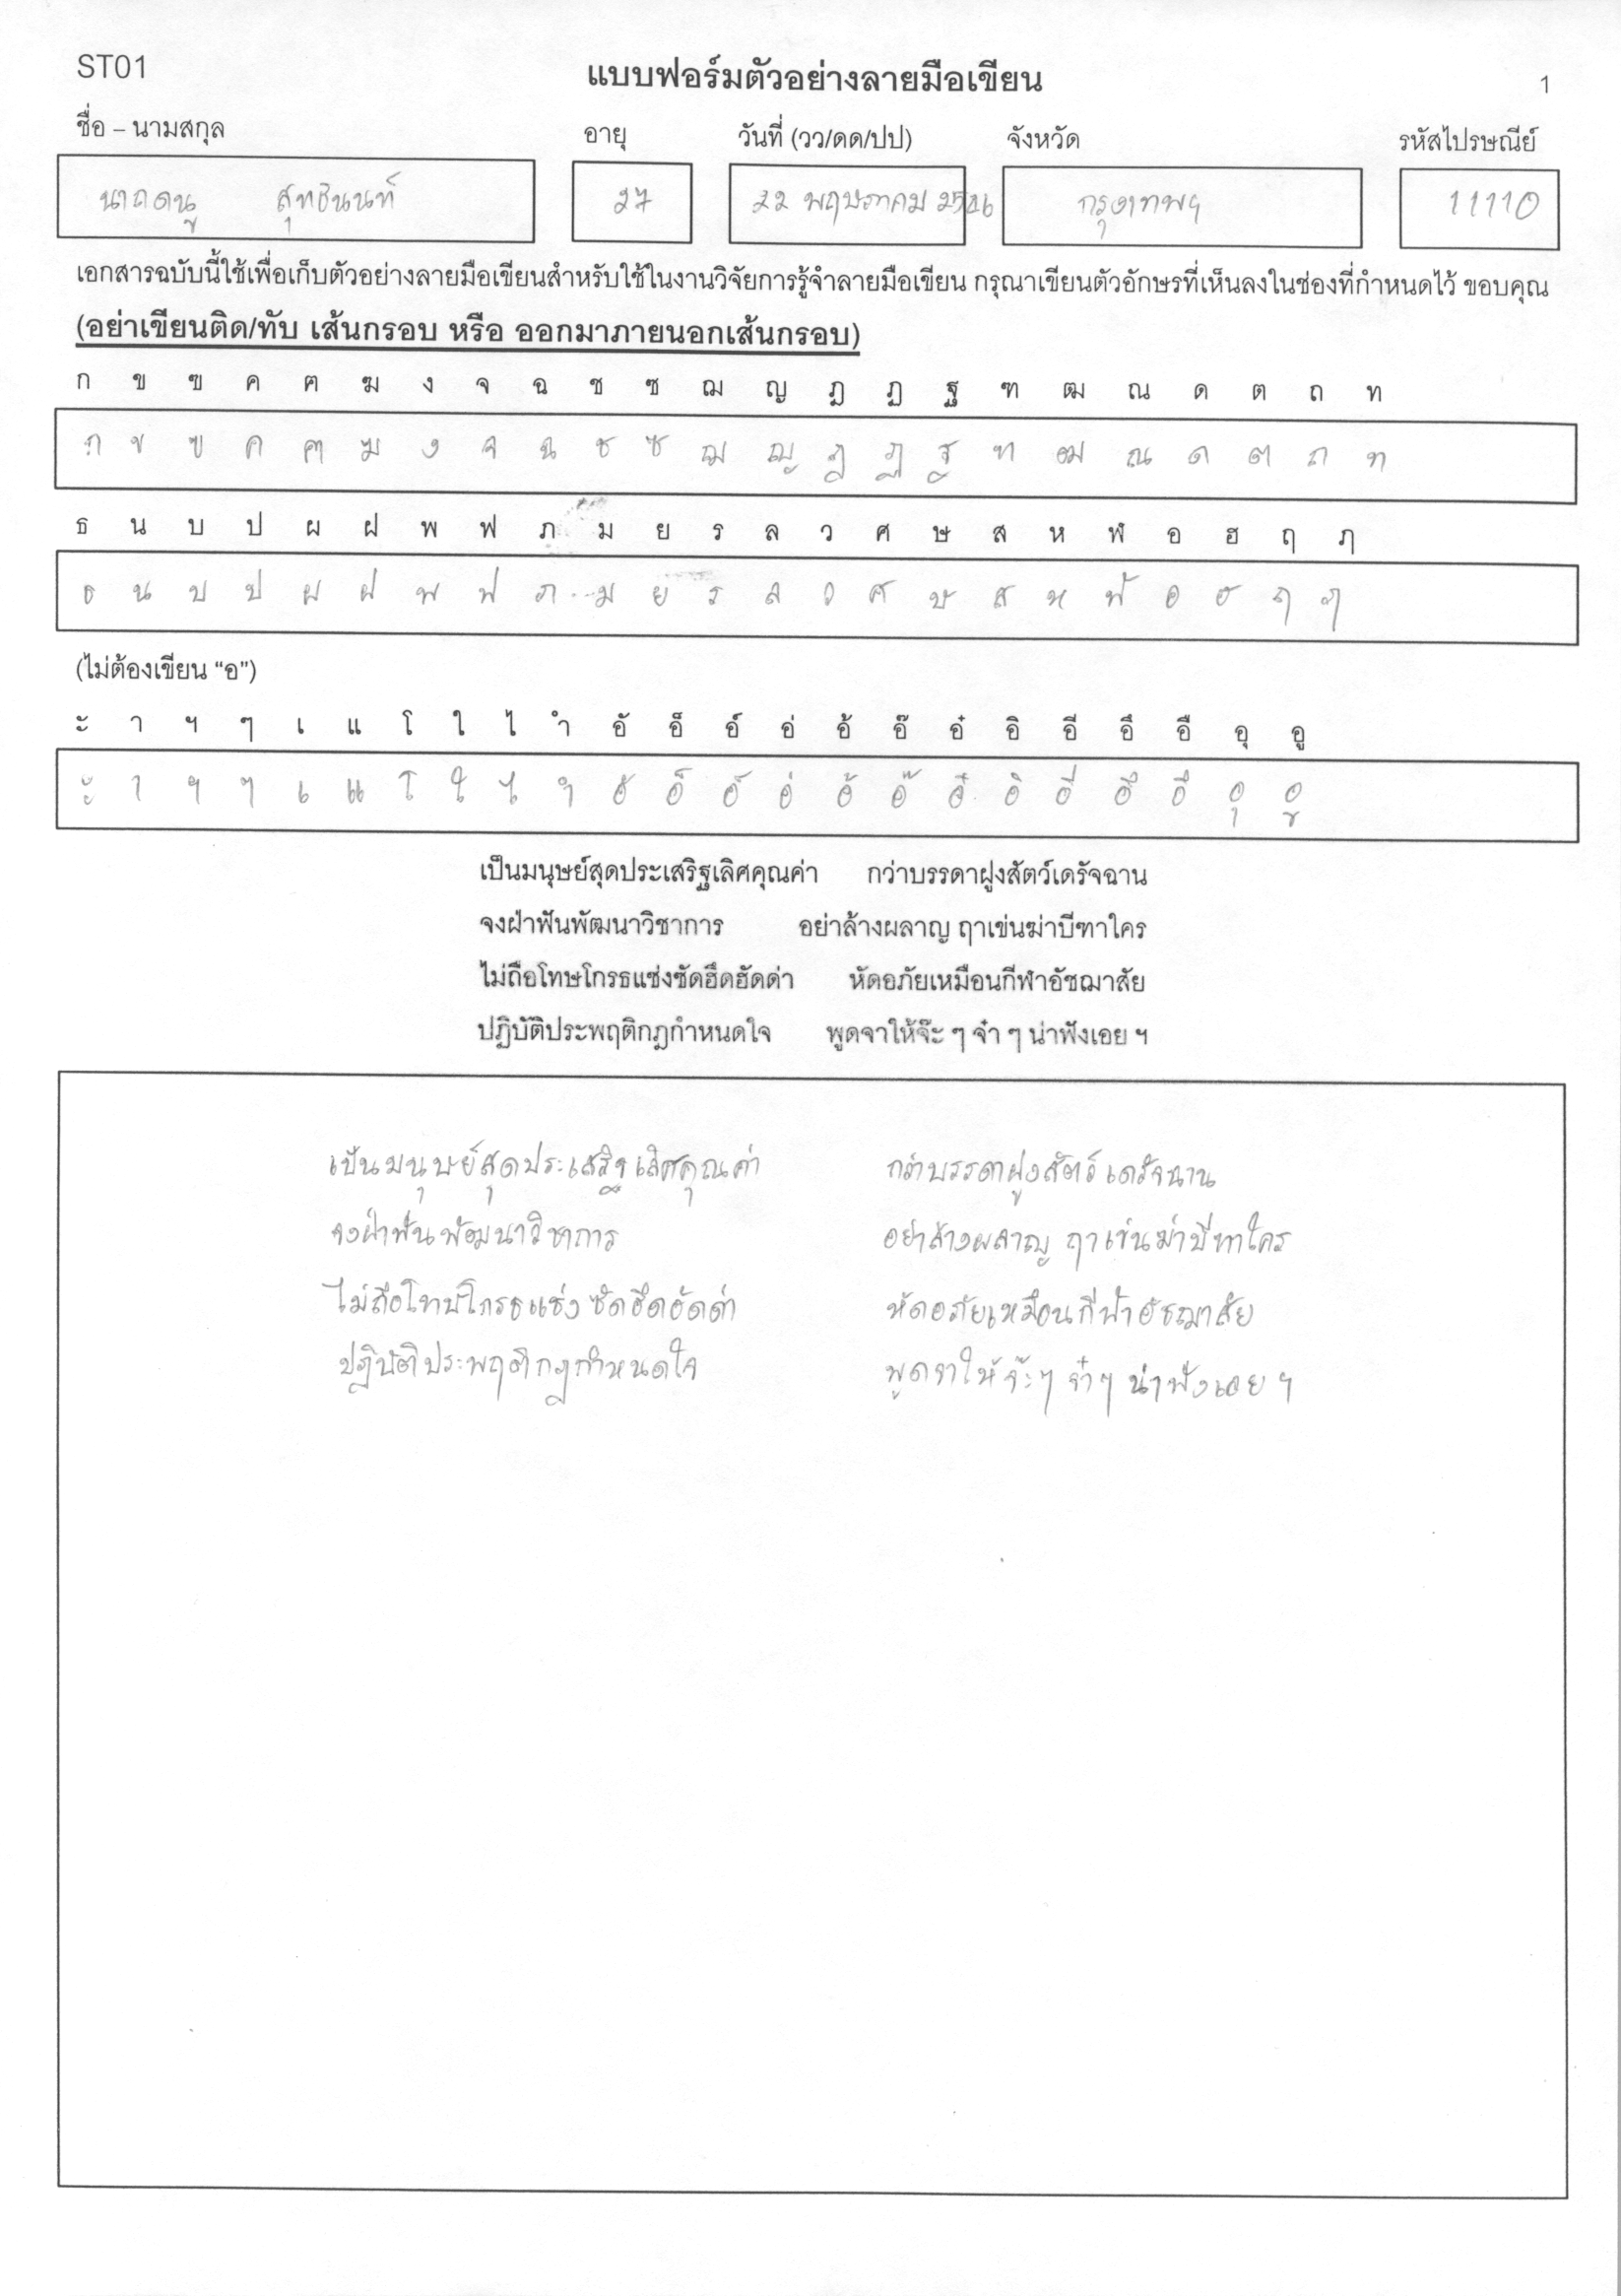 ST01
แบบฟอร์มตัวอย่างลายมือเขียน
1
ชื่อ – นามสกุล อายุ วันที่ (วว/ดด/ปป) จังหวัด รหัสไปรษณีย์
สุทธินนท์ 27 22 พฤษภาคม กรุงเทพฯ 11110
เอกสารฉบับนี้ใช้เพื่อเก็บตัวอย่างลายมือเขียนสำหรับใช้ในงานวิจัยการรู้จำลายมือเขียน กรุณาเขียนตัวอักษรที่เห็นลงในช่องที่กำหนดไว้ ขอบคุณ
(อย่าเขียนติด/ทับ เส้นกรอบ หรือ ออกมาภายนอกเส้นกรอบ)
ก ข ฃ ค ฅ ฆ ง จ ฉ ช ซ ฌ ญ ฎ ฏ ฐ ฑ ฒ ณ ด ต ถ ท
ก ข ฃ ค ฅ ฆ ง จ ฉ ช ซ ฌ ญ ฎ ฏ ฐ ฑ ฒ ณ ด ต ถ ท
ธ น บ ป ผ ฝ พ ฟ ภ ม ย ร ล ว ศ ษ ส ห ฬ อ ฮ ฤ ฦ
ธ น บ ป ผ ฝ พ ฟ ภ ม ย ร ล ว ศ ษ ส ห ฬ อ ฮ ฤ ฦ
(ไม่ต้องเขียน “อ”)
ะ า ฯ ๆ เ แ โ ใ ไ ำ อั อ็ อ์ อ่ อ้ อ๊ อ๋ อิ อี อึ อื อุ อู
ะ า ฯ ๆ เ แ โ ใ ไ ำ อั อ็ อ์ อ่ อ้ อ๊ อ๋ อิ อี อึ อื อุ อู
เป็นมนุษย์สุดประเสริฐเลิศคุณค่า กว่าบรรดาฝูงสัตว์เดรัจฉาน
จงฝ่าฟันพัฒนาวิชาการ อย่าล้างผลาญ ฤาเข่นฆ่าบีฑาใคร
ไม่ถือโทษโกรธแช่งซัดฮึดฮัดด่า หัดอภัยเหมือนกีฬาอัชฌาสัย
ปฏิบัติประพฤติกฎกำหนดใจ พูดจาให้จ๊ะ ๆ จ๋า ๆ น่าฟังเอย ฯ
เป็นมนุษย์สุดประเสริฐเลิศคุณค่า กว่าบรรดาฝูงสัตว์เดรัจฉาน
จงฝ่าฟันพัฒนาวิชาการ อย่าล้างผลาญ ฤาเข่นฆ่าบีฑาใคร
ไม่ถือโทษโกรธแช่งซัดฮึดฮัดด่า หัดอภัยเหมือนกีฬาอัชฌาสัย
ปฏิบัติประพฤติกฎกำหนดใจ พูดจาให้จ๊ะๆ จ๋าๆ น่าฟังเอย ฯ